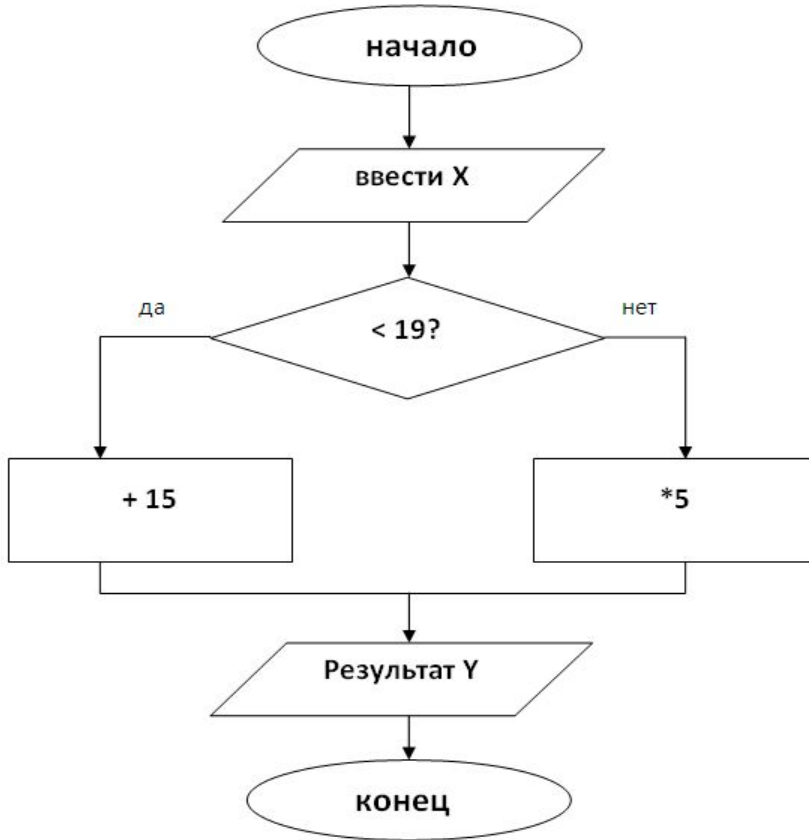 начало
ввести X
да
< 19?
нет
+ 15
*5
Результат Y
конец